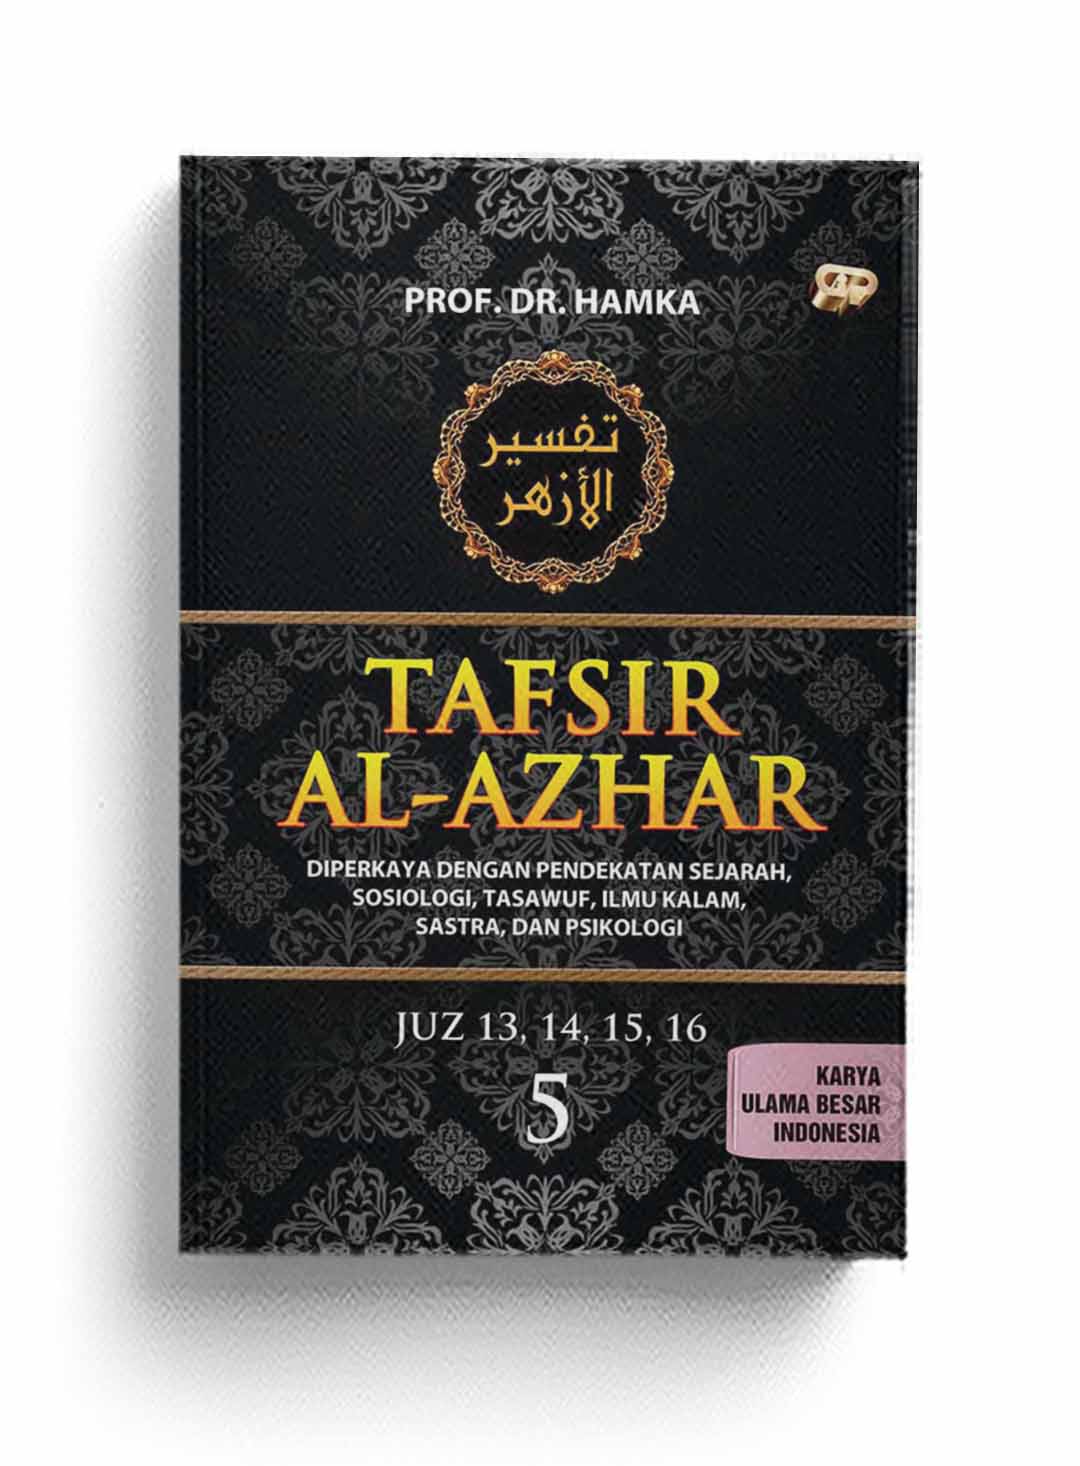 PROF. DR. HAMKA
تفسير
الأزهر
TAFSIR
AL-AZHAR
DIPERKAYA DENGAN PENDEKATAN SEJARAH,
SOSIOLOGI, TASAWUF, ILMU KALAM,
SASTRA, DAN PSIKOLOGI
JUZ 13, 14, 15, 16
5
KARYA
ULAMA BESAR
INDONESIA